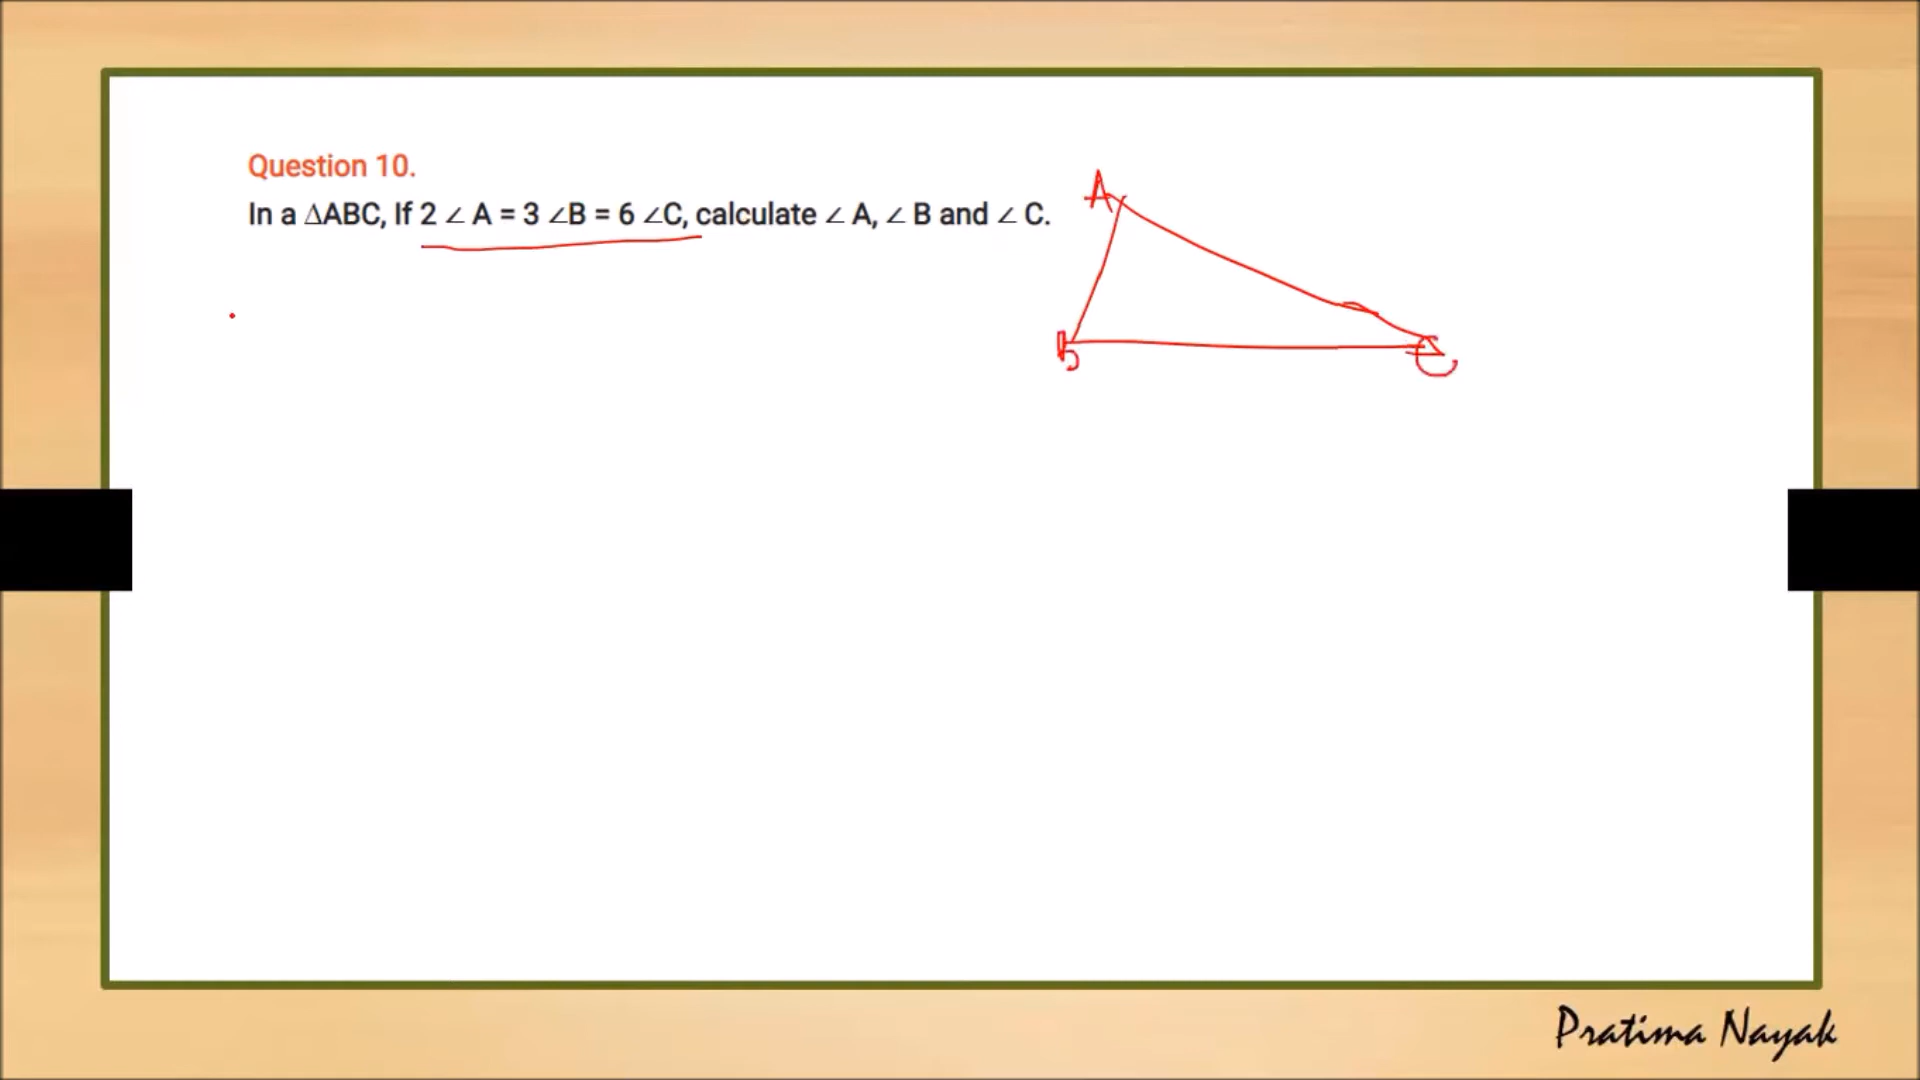 Question 10.
In a ΔABC, If 2 ∠ A = 3 ∠B = 6 ∠C, calculate ∠ A, ∠ B and ∠ C.
A
B
C
Pratima Nayak